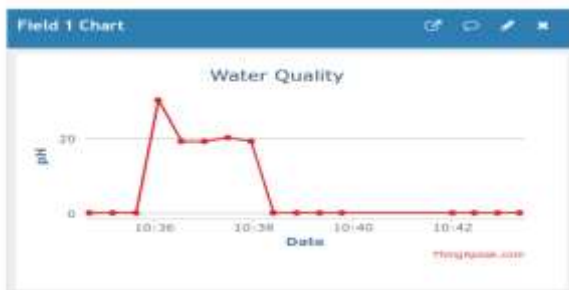 Field 1 Chart
Water Quality
pH
20
0
10:36
10:38
10:40
10:42
Date
ThingSpeak.com